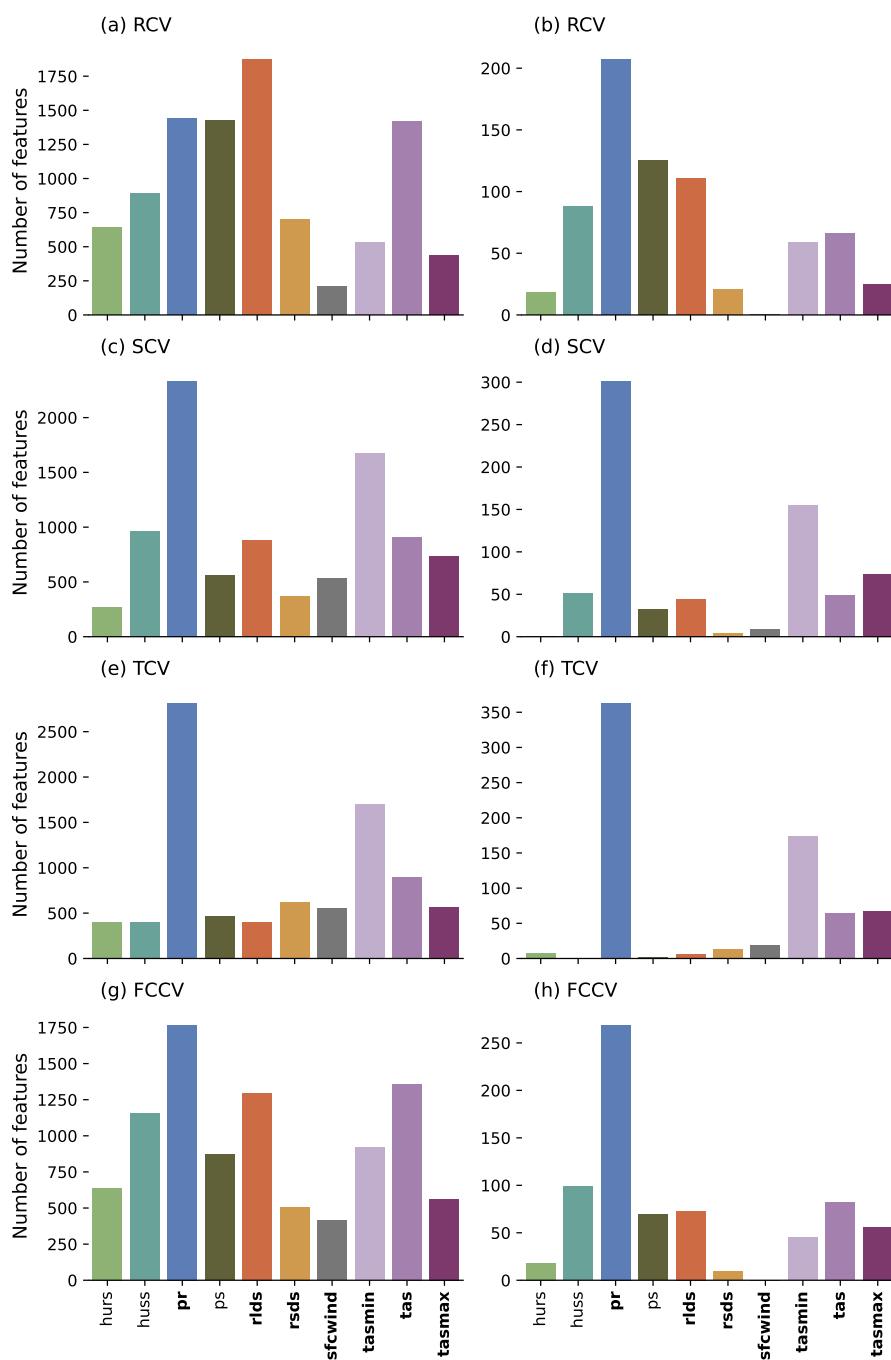 (a) RCV
Number of features
1750
1500
1250
1000
750
500
250
0
(b) RCV
200
150
100
50
0
(c) SCV
Number of features
2000
1500
1000
500
0
(d) SCV
300
250
200
150
100
50
0
(e) TCV
Number of features
2500
2000
1500
1000
500
0
(f) TCV
350
300
250
200
150
100
50
0
(g) FCCV
Number of features
1750
1500
1250
1000
750
500
250
0
hurs
huss
pr
ps
rlds
rsds
sfcwind
tasmin
tas
tasmax
(h) FCCV
250
200
150
100
50
0
hurs
huss
pr
ps
rlds
rsds
sfcwind
tasmin
tas
tasmax